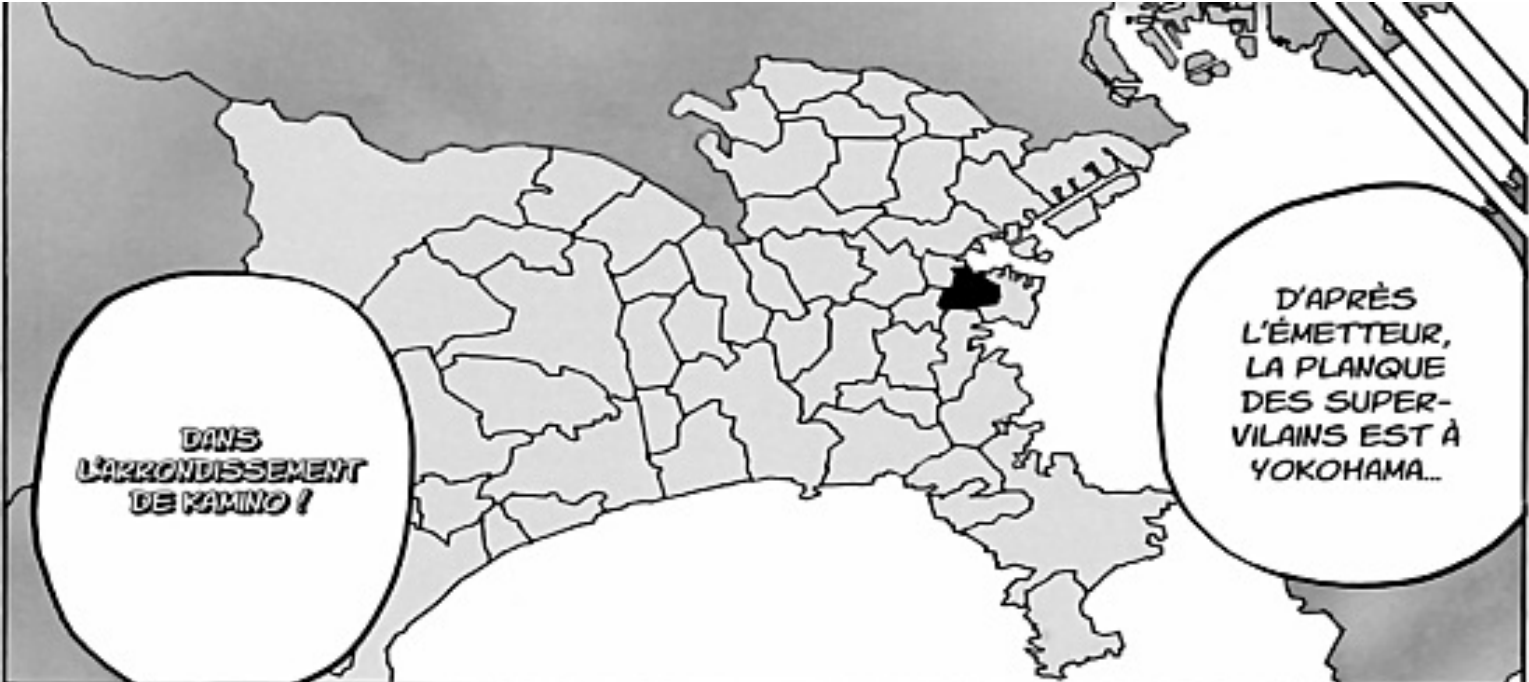 D'APRÈS
L'ÉMETTEUR,
LA PLANQUE
DES SUPER-
VILAINS EST À
YOKOHAMA...
DANS
L'ARRONDISSEMENT
DE KAMINO !